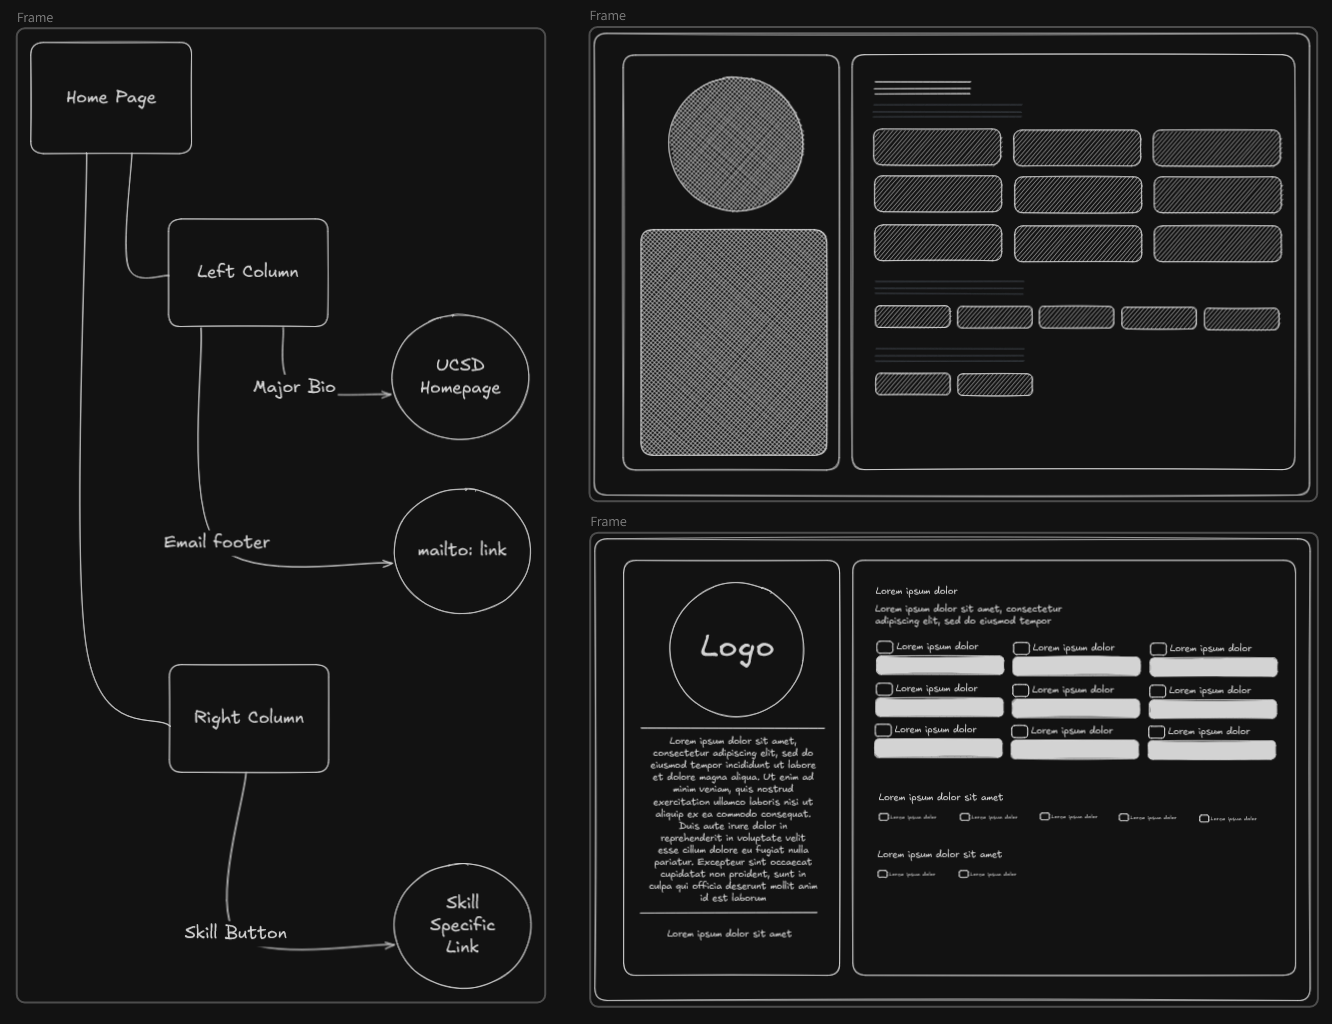 Frame
Home Page
Left Column
Major Bio
UCSD
Homepage
Email footer
mailto: link
Right Column
Skill Button
Skill
Specific
Link
Frame
Frame
Logo
Lorem ipsum dolor sit amet,
consectetur adipiscing elit, sed do
eiusmod tempor incididunt ut labore
et dolore magna aliqua. Ut enim ad
minim veniam, quis nostrud
exercitation ullamco laboris nisi ut
aliquip ex ea commodo consequat.
Duis aute irure dolor in
reprehenderit in voluptate velit
esse cillum dolore eu fugiat nulla
pariatur. Excepteur sint occaecat
cupidatat non proident, sunt in
culpa qui officia deserunt mollit anim
id est laborum
Lorem ipsum dolor sit amet
Lorem ipsum dolor
Lorem ipsum dolor sit amet, consectetur
adipiscing elit, sed do eiusmod tempor
Lorem ipsum dolor
Lorem ipsum dolor
Lorem ipsum dolor
Lorem ipsum dolor
Lorem ipsum dolor
Lorem ipsum dolor
Lorem ipsum dolor
Lorem ipsum dolor
Lorem ipsum dolor
Lorem ipsum dolor sit amet
Lorem ipsum dolor
Lorem ipsum dolor
Lorem ipsum dolor
Lorem ipsum dolor
Lorem ipsum dolor
Lorem ipsum dolor sit amet
Lorem ipsum dolor
Lorem ipsum dolor